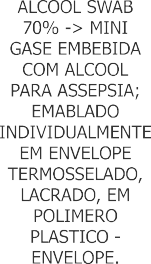 ALCOOL SWAB
70% -> MINI
GASE EMBEBIDA
COM ALCOOL
PARA ASSEPSIA;
EMABLADO
INDIVIDUALMENTE
EM ENVELOPE
TERMOSSELADO,
LACRADO, EM
POLIMERO
PLASTICO -
ENVELOPE.